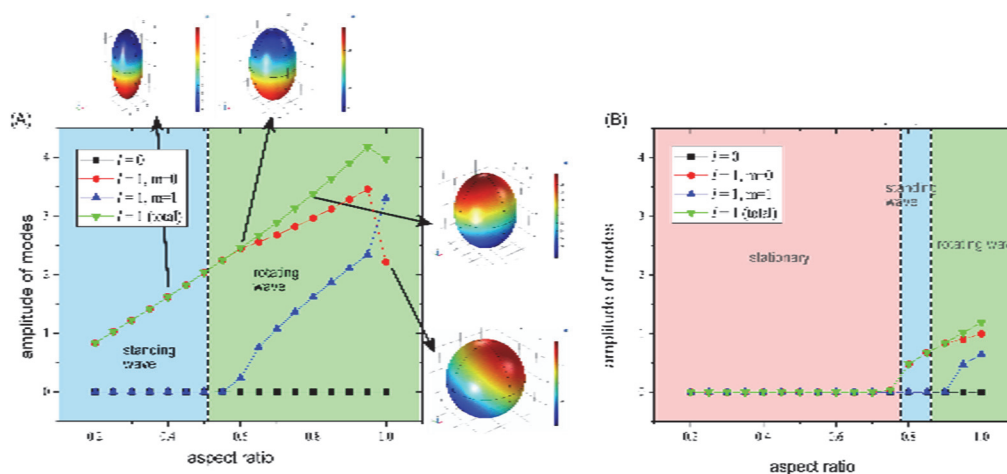 (A)
amplitude of modes
4
3
2
1
0
l = 0
l = 1, m=0
l = 1, m=1
l = 1 (total)
standing
wave
rotating
wave
0.2 0.4 0.6 0.8 1.0
aspect ratio
(B)
amplitude of modes
4
3
2
1
0
l = 0
l = 1, m=0
l = 1, m=1
l = 1 (total)
stationary
standing
wave
rotating wave
0.2 0.4 0.6 0.8 1.0
aspect ratio